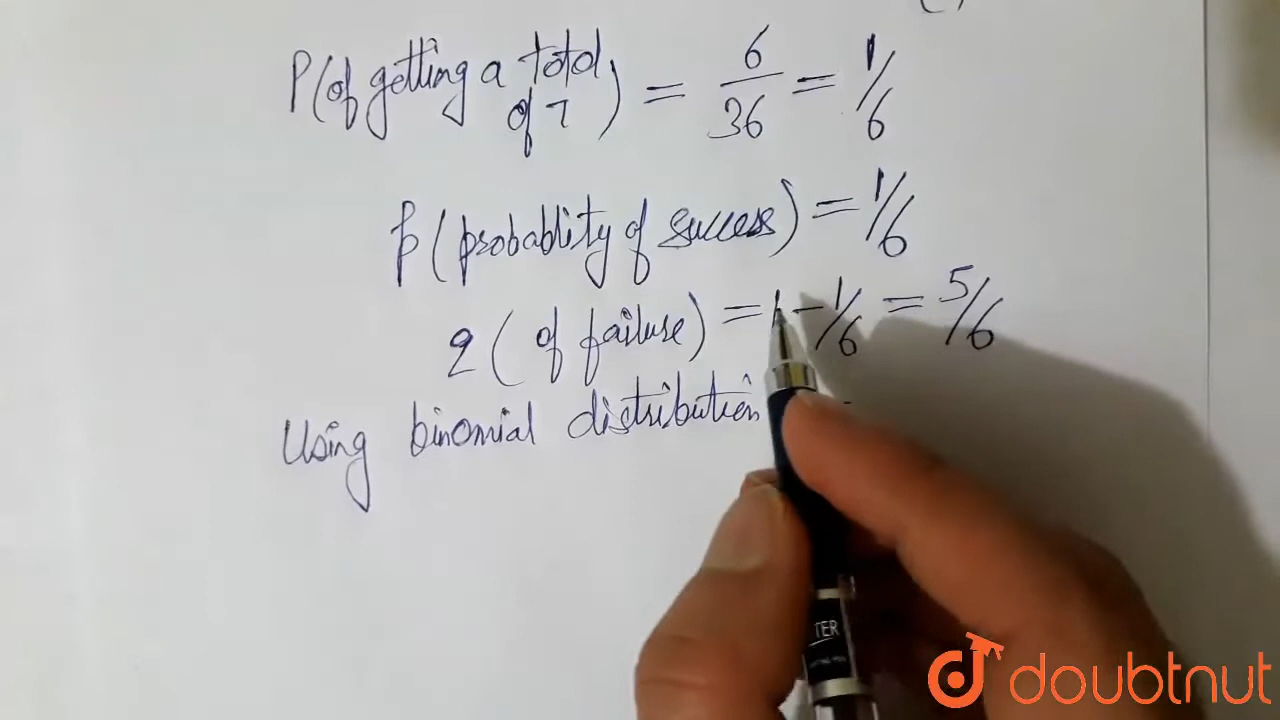 P(of getting a total of 7) = 6/36 = 1/6
p (probablity of success) = 1/6
q ( of failure) = 1 - 1/6 = 5/6
Using binomial distribution
TER
doubtnut